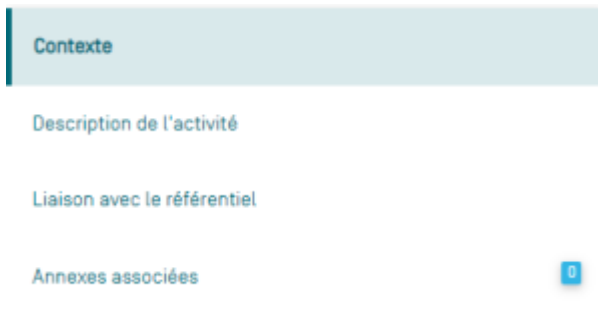 Contexte
Description de l'activité
Liaison avec le référentiel
Annexes associées 0